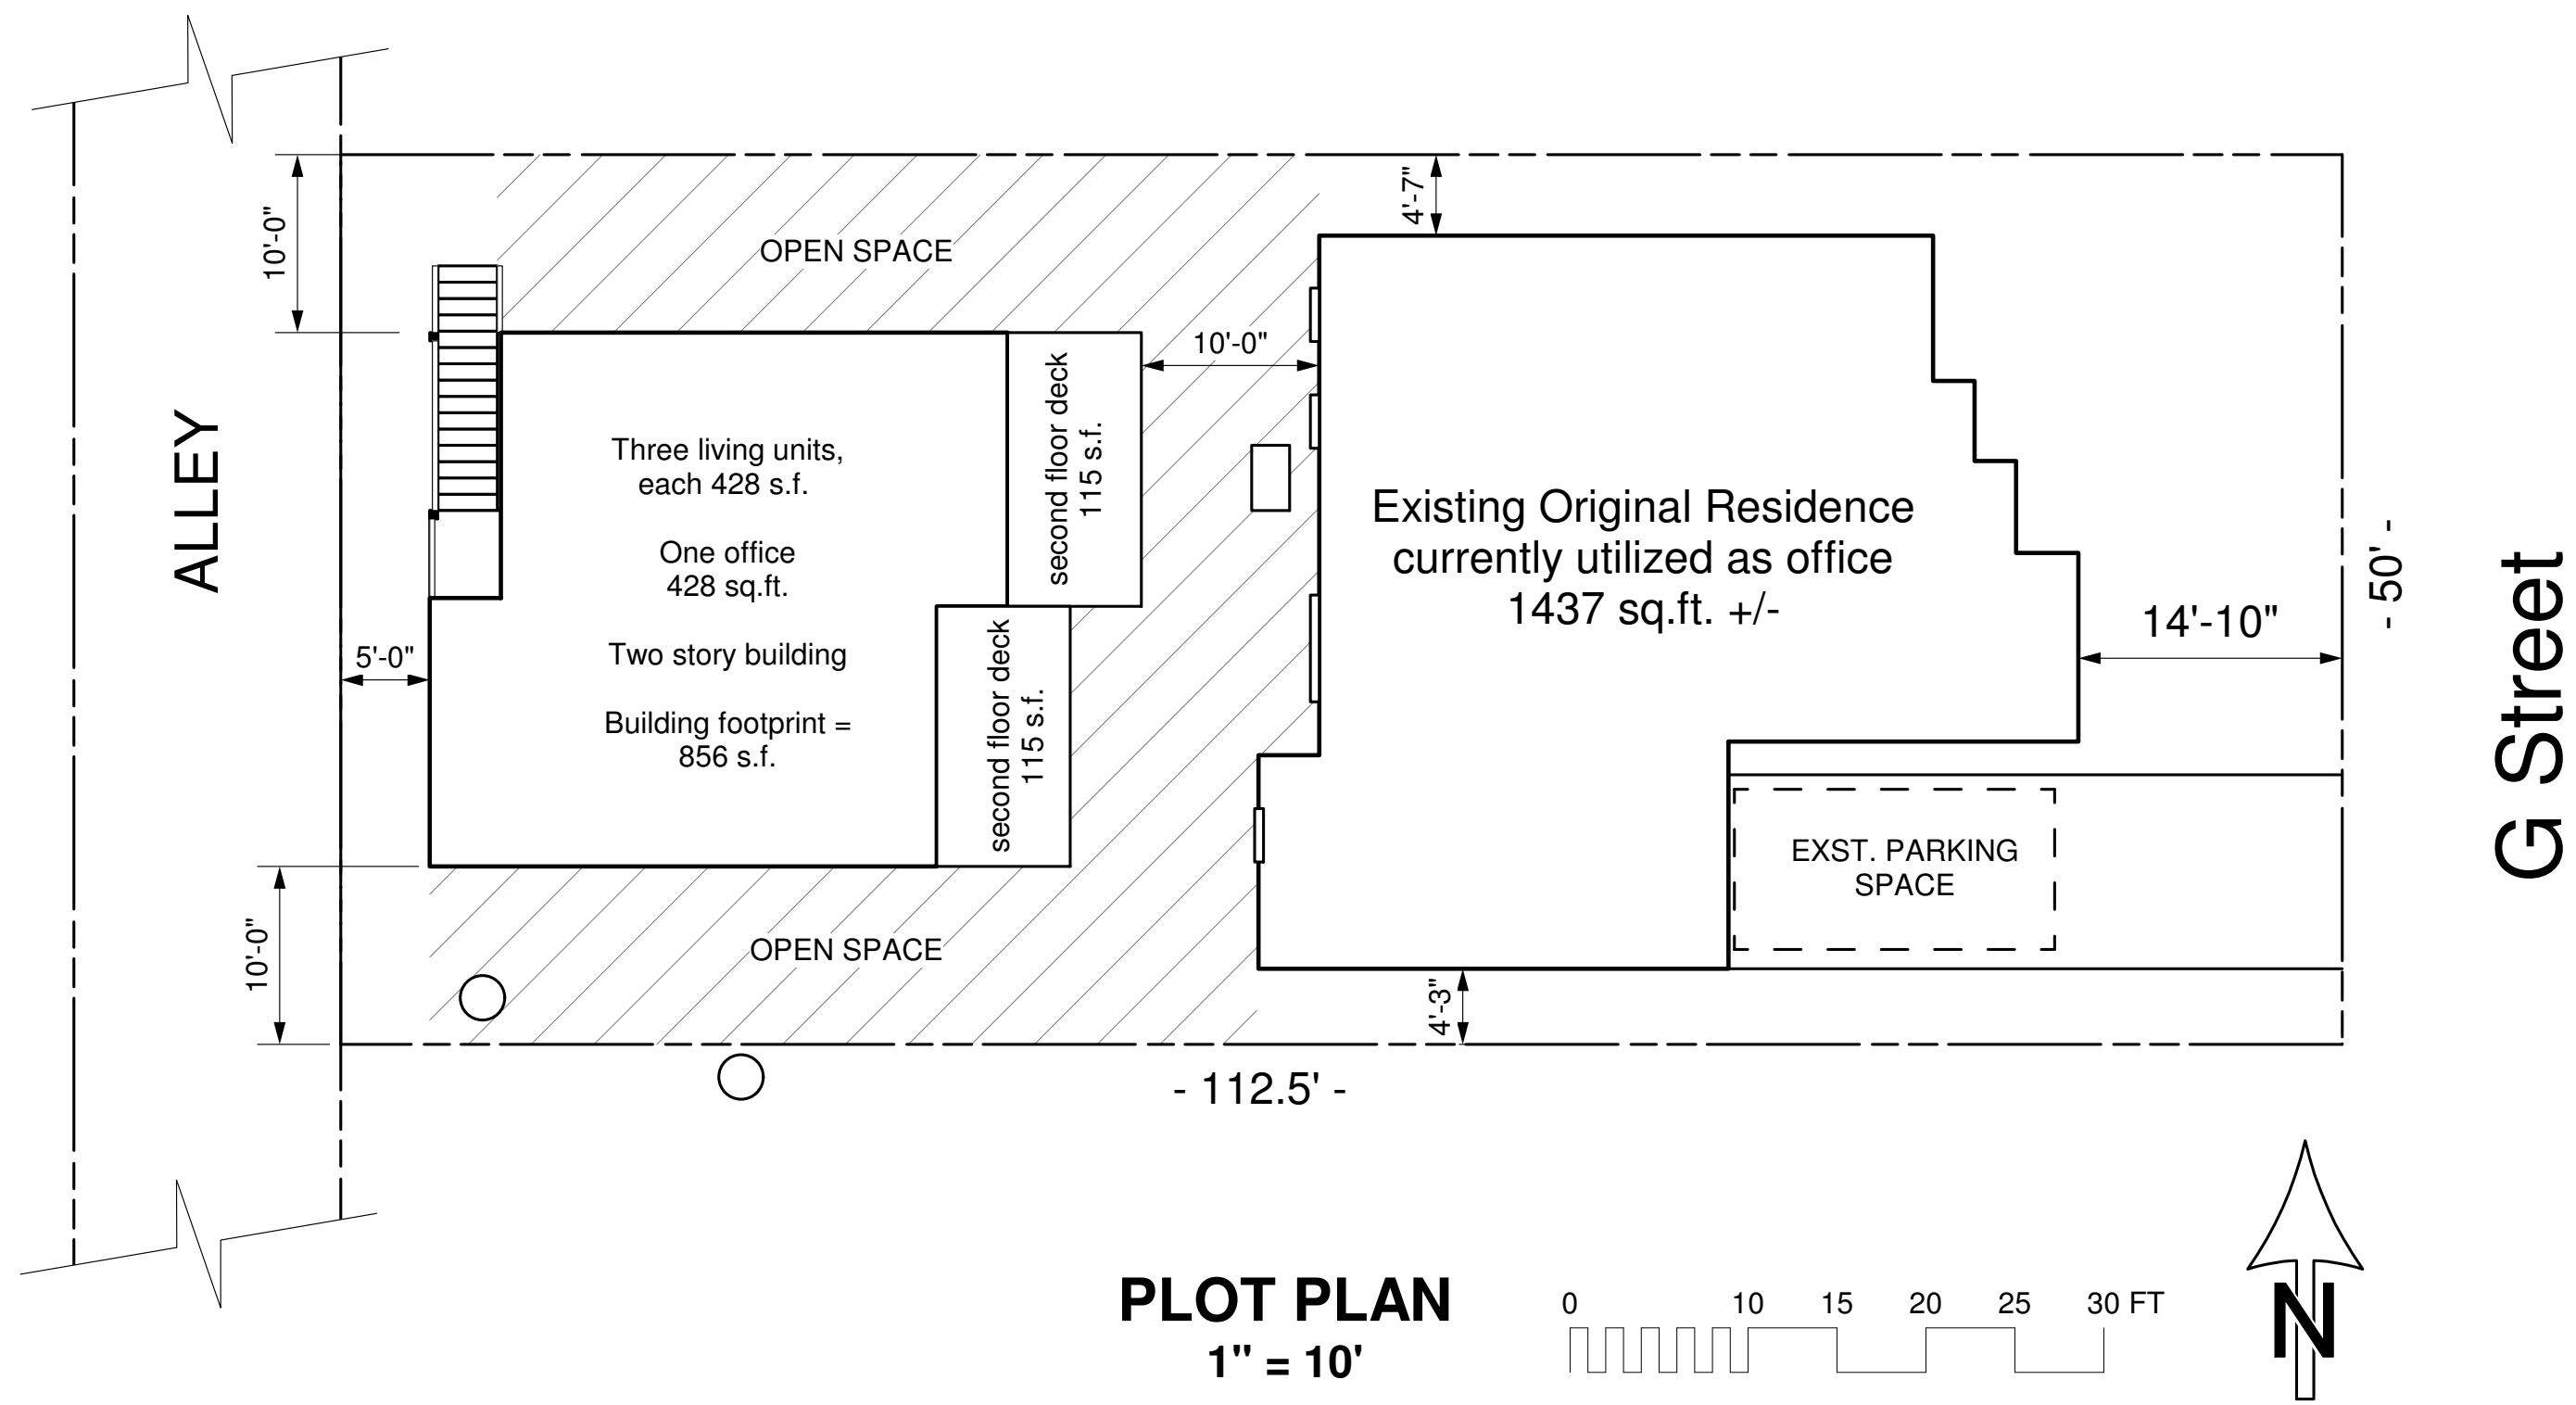 10'-0"
4'-7"
OPEN SPACE
10'-0"
ALLEY
Three living units,
each 428 s.f.
One office
428 sq.ft.
Two story building
Building footprint =
856 s.f.
second floor deck
115 s.f.
second floor deck
115 s.f.
5'-0"
Existing Original Residence
currently utilized as office
1437 sq.ft. +/-
14'-10"
- 50' -
G Street
EXST. PARKING
SPACE
10'-0"
OPEN SPACE
4'-3"
- 112.5' -
PLOT PLAN
1" = 10'
0 10 15 20 25 30 FT
N